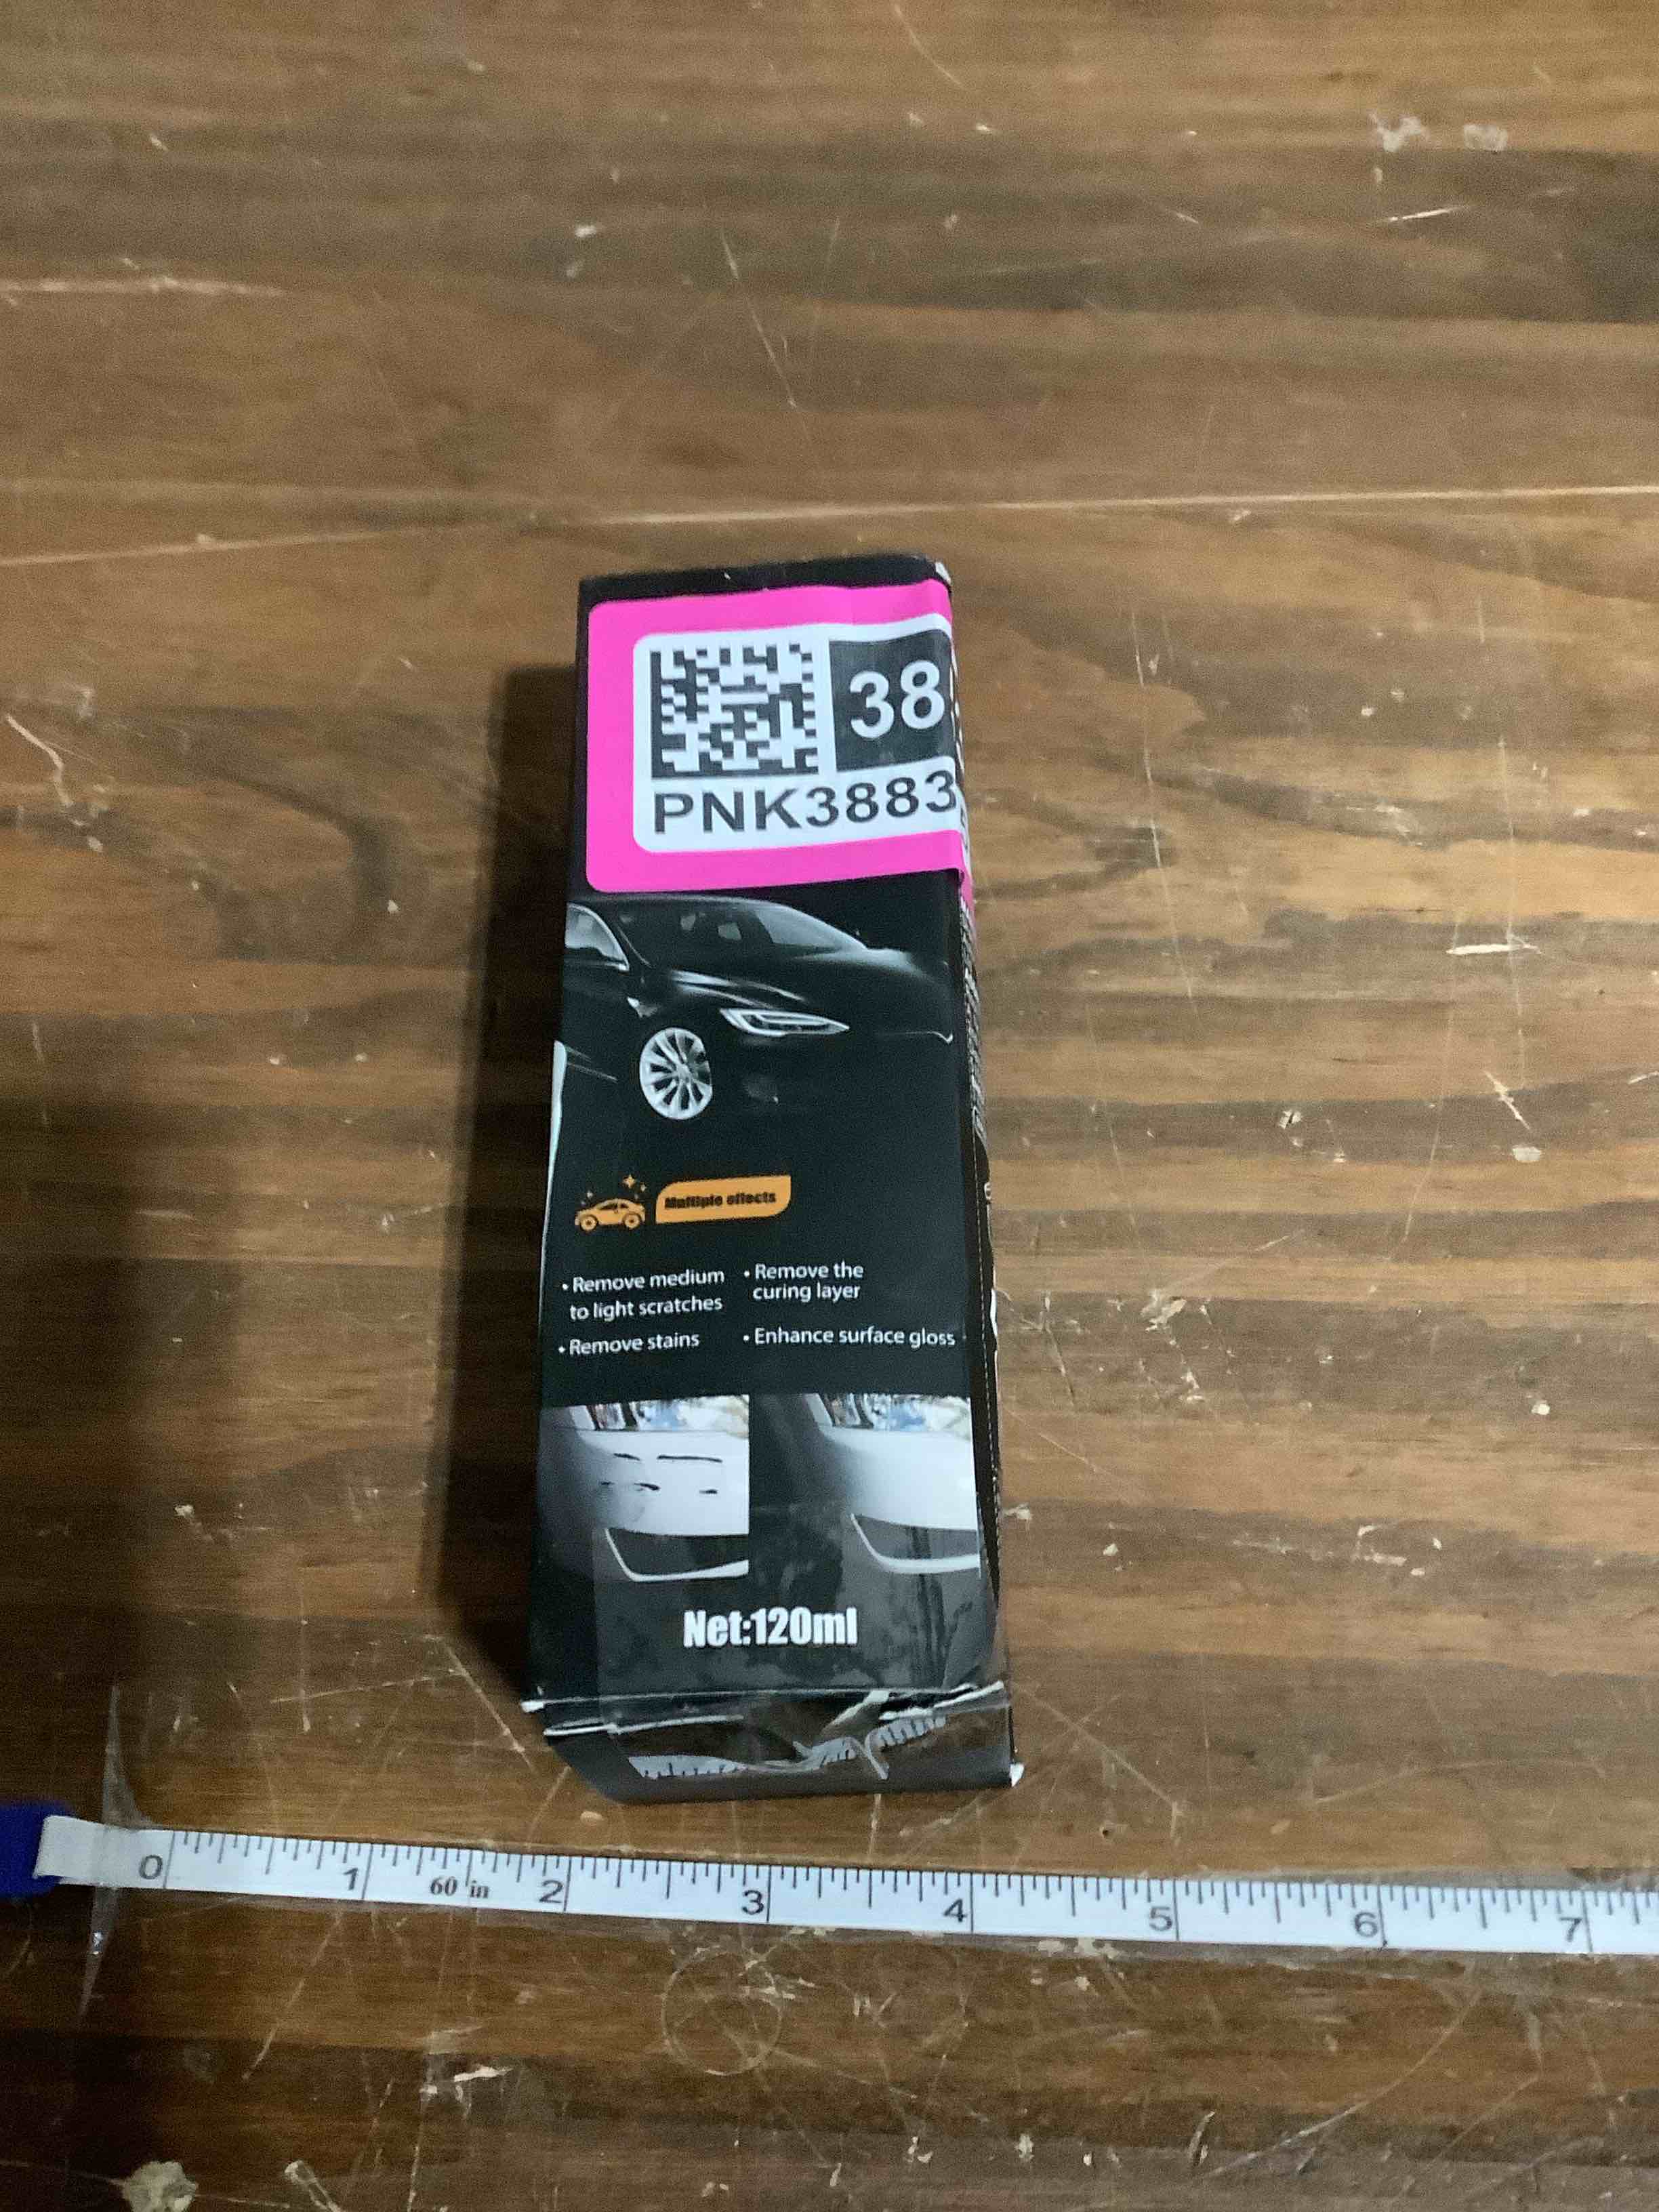 38
PNK3883
Multiple effects
• Remove medium
to light scratches
• Remove the
curing layer
• Remove stains
• Enhance surface gloss
Net:120ml
0 1 60 in 2 3 4 5 6 7